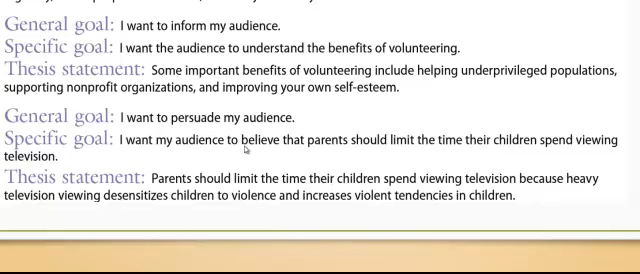 General goal: I want to inform my audience.
Specific goal: I want the audience to understand the benefits of volunteering.
Thesis statement: Some important benefits of volunteering include helping underprivileged populations,
supporting nonprofit organizations, and improving your own self-esteem.
General goal: I want to persuade my audience.
Specific goal: I want my audience to believe that parents should limit the time their children spend viewing
television.
Thesis statement: Parents should limit the time their children spend viewing television because heavy
television viewing desensitizes children to violence and increases violent tendencies in children.